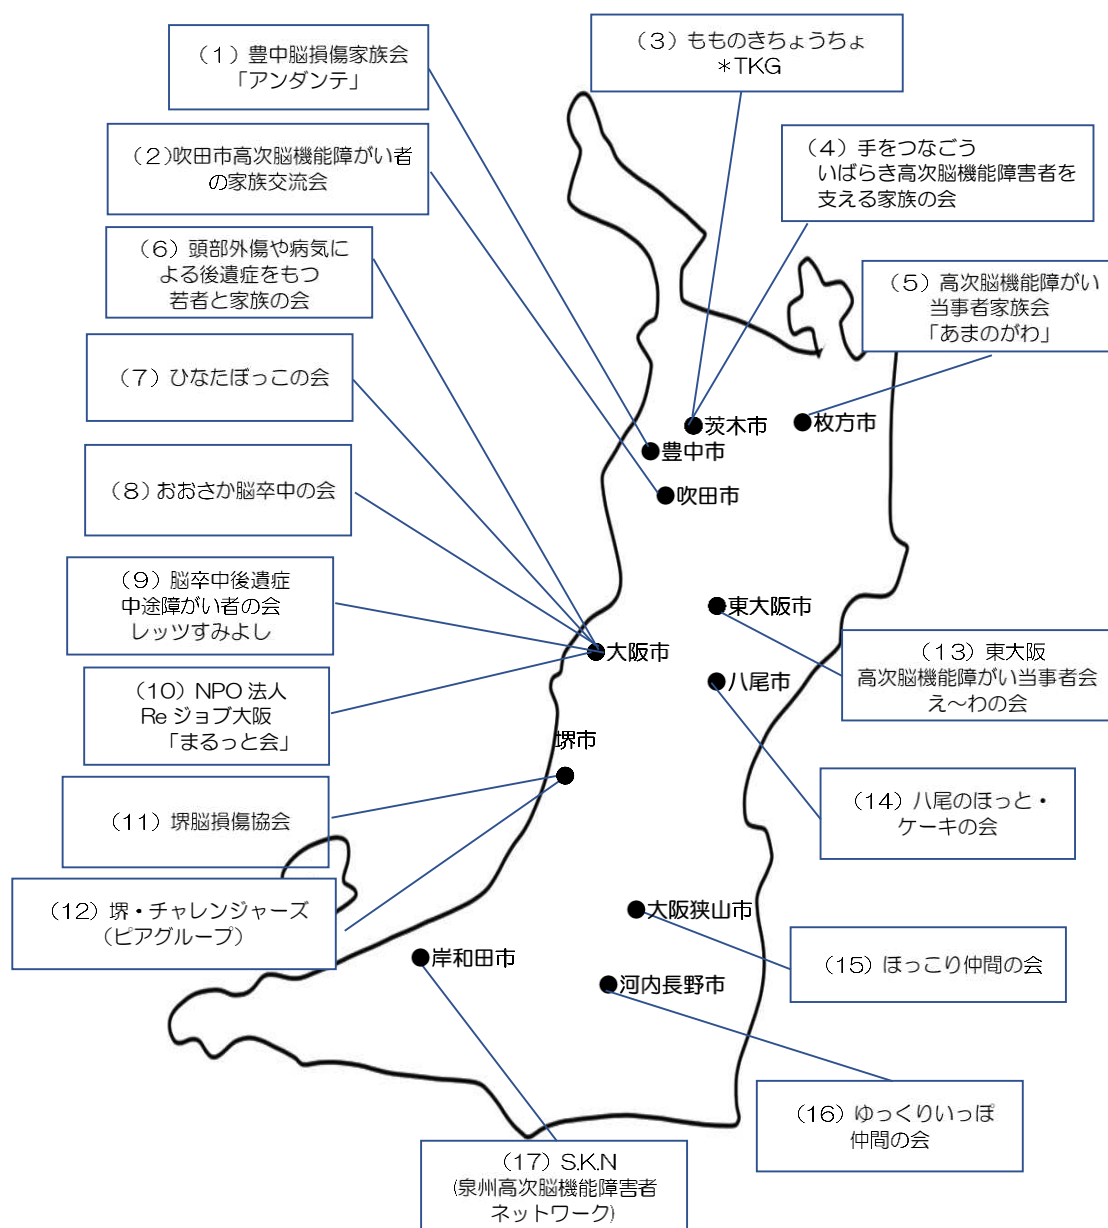 （1）豊中脳損傷家族会
「アンダンテ」
（2）吹田市高次脳機能障がい者
の家族交流会
（3）もものきちょうちょ
＊TKG
（4）手をつなごう
いばらき高次脳機能障害者を
支える家族の会
（5）高次脳機能障がい
当事者家族会
「あまのがわ」
（6）頭部外傷や病気に
よる後遺症をもつ
若者と家族の会
（7）ひなたぼっこの会
（8）おおさか脳卒中の会
（9）脳卒中後遺症
中途障がい者の会
レッツすみよし
（10）NPO 法人
Re ジョブ大阪
「まるっと会」
（11）堺脳損傷協会
（12）堺・チャレンジャーズ
（ピアグループ）
茨木市
枚方市
豊中市
吹田市
東大阪市
大阪市
八尾市
堺市
大阪狭山市
岸和田市
河内長野市
（13）東大阪
高次脳機能障がい当事者会
え～わの会
（14）八尾のほっと・
ケーキの会
（15）ほっこり仲間の会
（16）ゆっくりいっぽ
仲間の会
（17）S.K.N
(泉州高次脳機能障害者
ネットワーク)